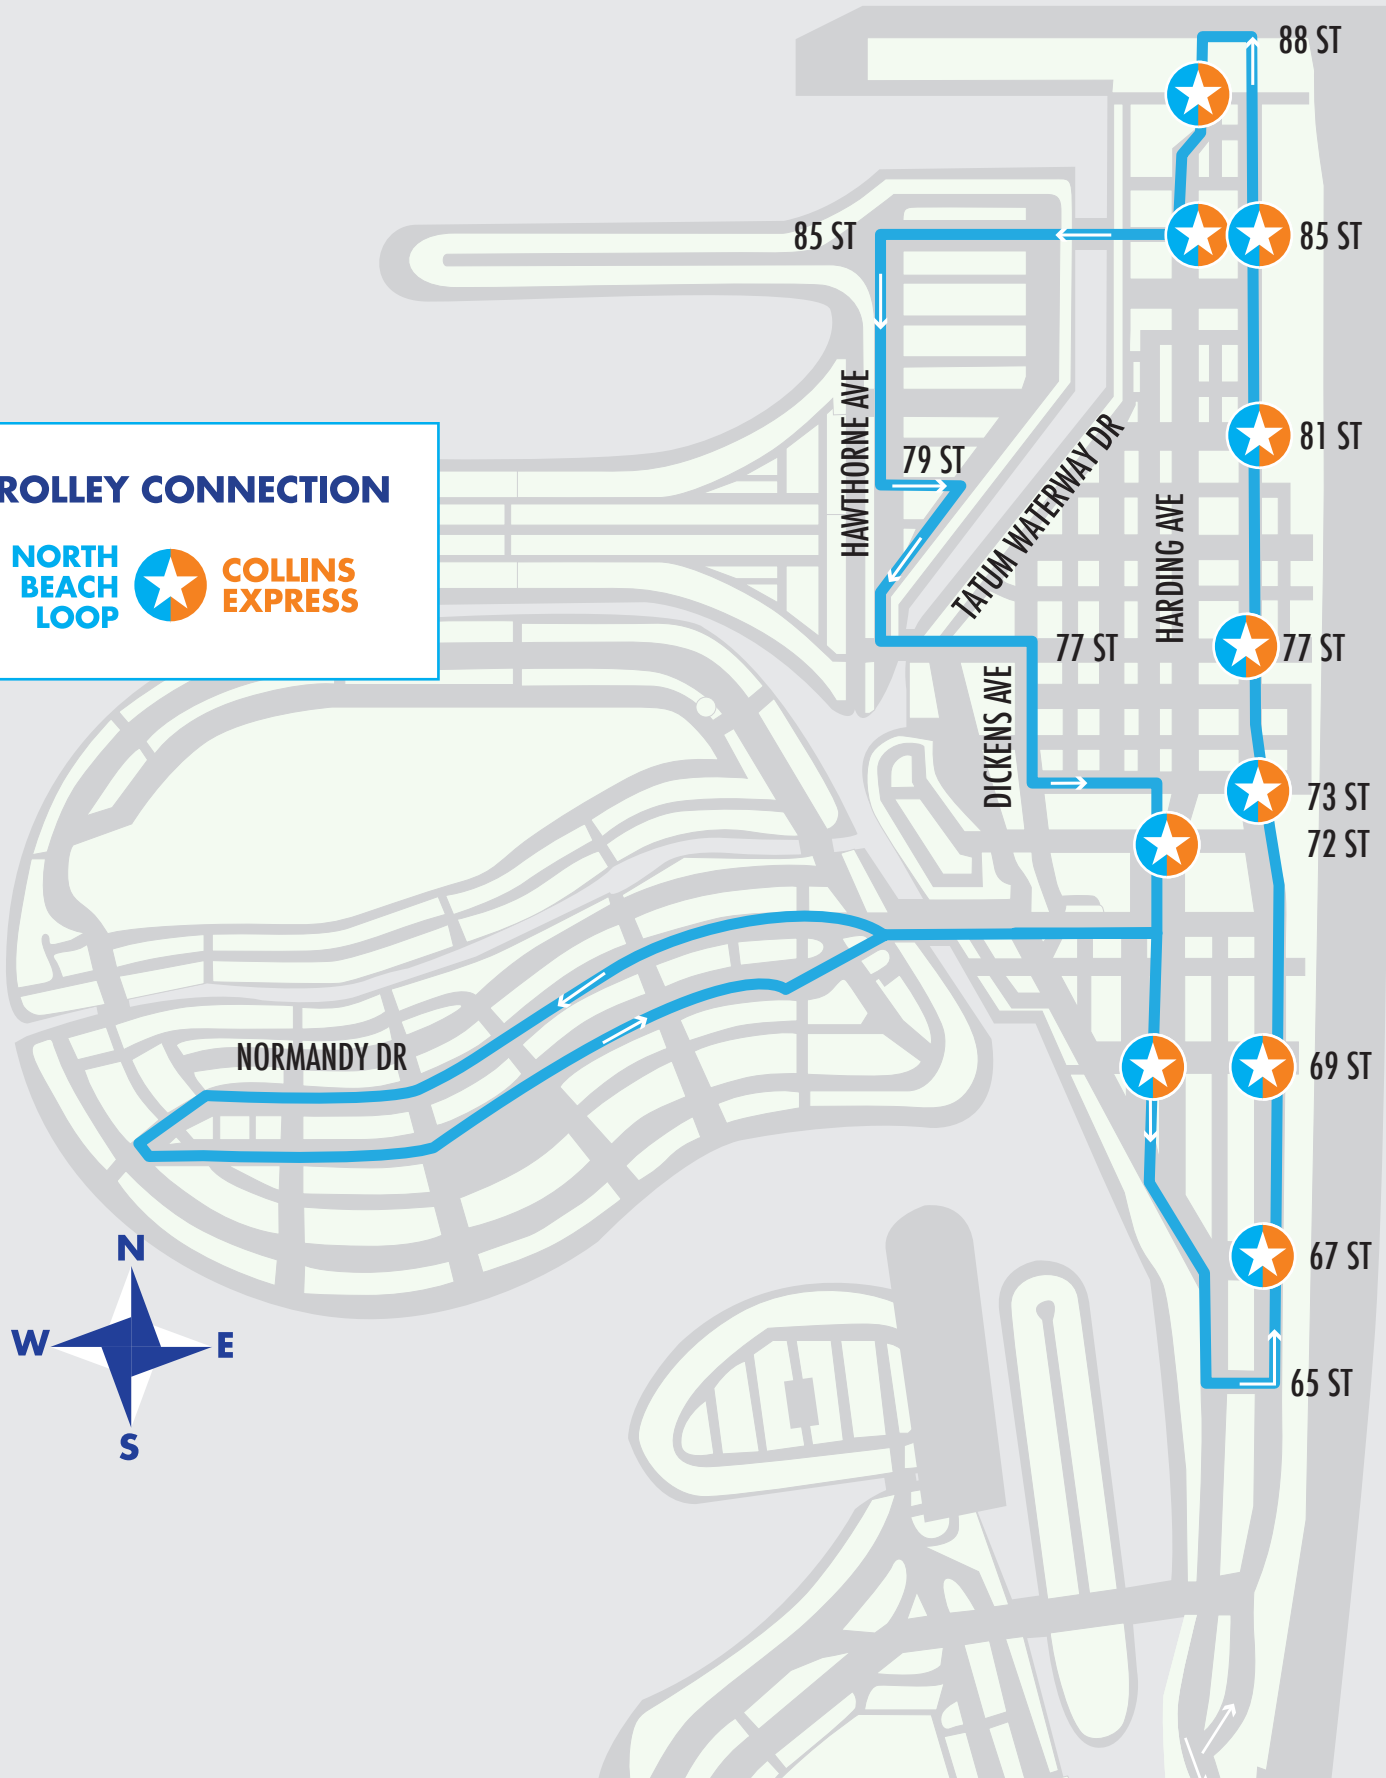 88 ST
85 ST
85 ST
81 ST
HAWTHORNE AVE
79 ST
TATUM WATERWAY DR
HARDING AVE
ROLLEY CONNECTION
NORTH
BEACH
LOOP
COLLINS
EXPRESS
77 ST
77 ST
DICKENS AVE
73 ST
72 ST
NORMANDY DR
69 ST
67 ST
65 ST
N
W
E
S